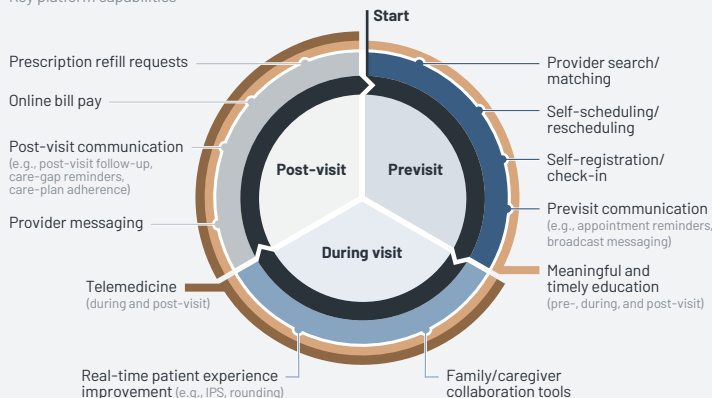 Key platform capabilities
Start
Provider search/
matching
Self-scheduling/
rescheduling
Self-registration/
check-in
Previsit communication
(e.g., appointment reminders,
broadcast messaging)
Meaningful and
timely education
(pre-, during, and post-visit)
Family/caregiver
collaboration tools
Real-time patient experience
improvement (e.g., IPS, rounding)
Telemedicine
(during and post-visit)
Provider messaging
Post-visit communication
(e.g., post-visit follow-up,
care-gap reminders,
care-plan adherence)
Online bill pay
Prescription refill requests
Post-visit
Previsit
During visit